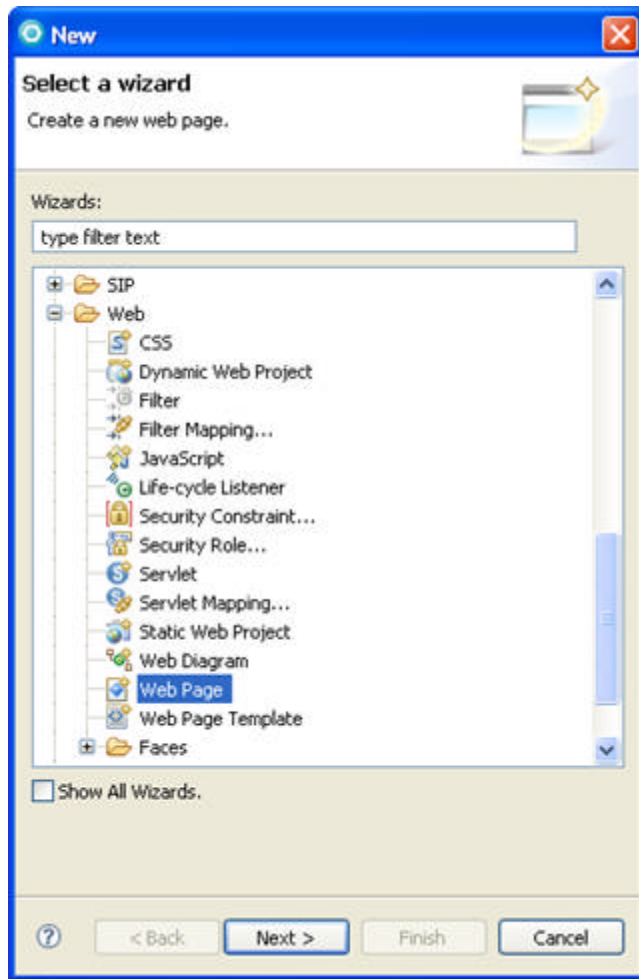 New
Select a wizard
Create a new web page.
Wizards:
type filter text
SIP
Web
CSS
Dynamic Web Project
Filter
Filter Mapping...
JavaScript
Life-cycle Listener
Security Constraint...
Security Role...
Servlet
Servlet Mapping...
Static Web Project
Web Diagram
Web Page
Web Page Template
Faces
Show All Wizards.
? < Back Next > Finish Cancel